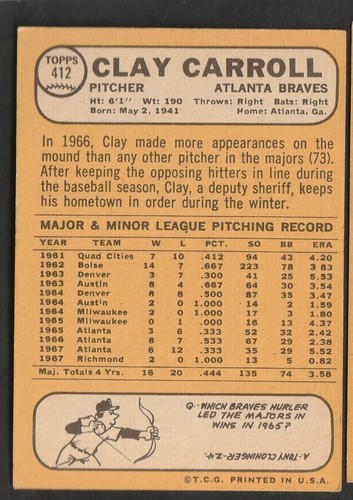 TOPPS
412
CLAY CARROLL
PITCHER ATLANTA BRAVES
Ht: 6'1" Wt: 190 Throws: Right Bats: Right
Born: May 2, 1941 Home: Atlanta, Ga.
In 1966, Clay made more appearances on
the mound than any other pitcher in the majors (73).
After keeping the opposing hitters in line during
the baseball season, Clay, a deputy sheriff, keeps
his hometown in order during the winter.
MAJOR & MINOR LEAGUE PITCHING RECORD
YEAR TEAM W L PCT. SO BB ERA
1961 Quad Cities 7 10 .412 94 43 4.20
1962 Boise 14 7 .667 223 78 3.83
1963 Denver 3 7 .300 41 25 5.53
1963 Austin 8 4 .667 64 30 3.54
1964 Denver 8 8 .500 87 35 3.47
1964 Austin 2 0 1.000 14 2 3.00
1964 Milwaukee 2 0 1.000 17 3 1.80
1965 Milwaukee 0 1 .000 16 13 4.37
1965 Atlanta 3 6 .333 52 32 2.42
1966 Atlanta 8 7 .533 67 29 2.38
1967 Atlanta 6 12 .333 35 29 5.52
1967 Richmond 2 0 1.000 13 5 0.82
Maj. Totals 4 Yrs. 16 20 .444 135 74 3.58
Q. WHICH BRAVES HURLER
LED THE MAJORS IN
WINS IN 1965?
A. TONY CLONINGER-24.
©T.C.G. PRINTED IN U.S.A.